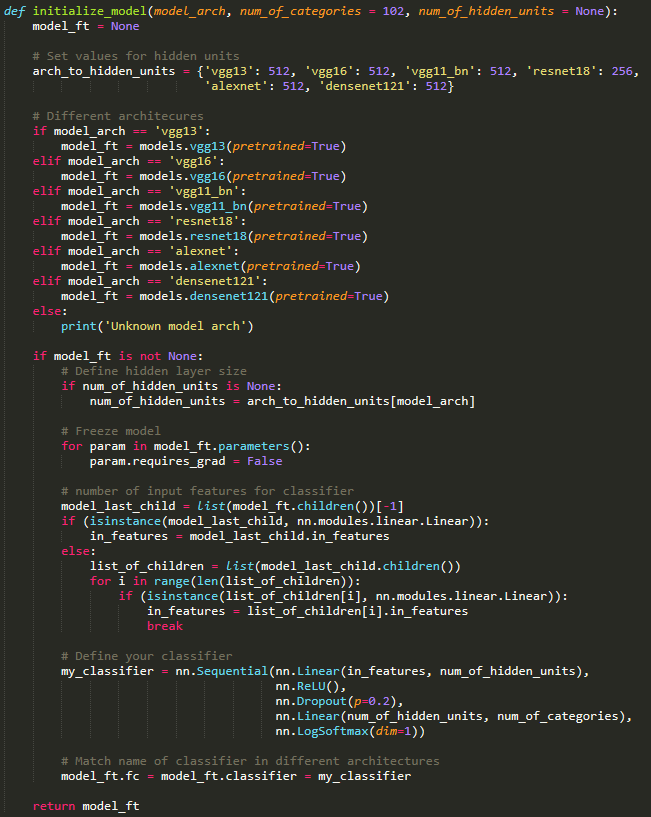 def initialize_model(model_arch, num_of_categories = 102, num_of_hidden_units = None):
    model_ft = None

    # Set values for hidden units
    arch_to_hidden_units = {'vgg13': 512, 'vgg16': 512, 'vgg11_bn': 512, 'resnet18': 256,
                            'alexnet': 512, 'densenet121': 512}

    # Different architecures
    if model_arch == 'vgg13':
        model_ft = models.vgg13(pretrained=True)
    elif model_arch == 'vgg16':
        model_ft = models.vgg16(pretrained=True)
    elif model_arch == 'vgg11_bn':
        model_ft = models.vgg11_bn(pretrained=True)
    elif model_arch == 'resnet18':
        model_ft = models.resnet18(pretrained=True)
    elif model_arch == 'alexnet':
        model_ft = models.alexnet(pretrained=True)
    elif model_arch == 'densenet121':
        model_ft = models.densenet121(pretrained=True)
    else:
        print('Unknown model arch')

    if model_ft is not None:
        # Define hidden layer size
        if num_of_hidden_units is None:
            num_of_hidden_units = arch_to_hidden_units[model_arch]

        # Freeze model
        for param in model_ft.parameters():
            param.requires_grad = False

        # number of input features for classifier
        model_last_child = list(model_ft.children())[-1]
        if (isinstance(model_last_child, nn.modules.linear.Linear)):
            in_features = model_last_child.in_features
        else:
            list_of_children = list(model_last_child.children())
            for i in range(len(list_of_children)):
                if (isinstance(list_of_children[i], nn.modules.linear.Linear)):
                    in_features = list_of_children[i].in_features
                    break

        # Define your classifier
        my_classifier = nn.Sequential(nn.Linear(in_features, num_of_hidden_units),
                                      nn.ReLU(),
                                      nn.Dropout(p=0.2),
                                      nn.Linear(num_of_hidden_units, num_of_categories),
                                      nn.LogSoftmax(dim=1))

        # Match name of classifier in different architectures
        model_ft.fc = model_ft.classifier = my_classifier

    return model_ft